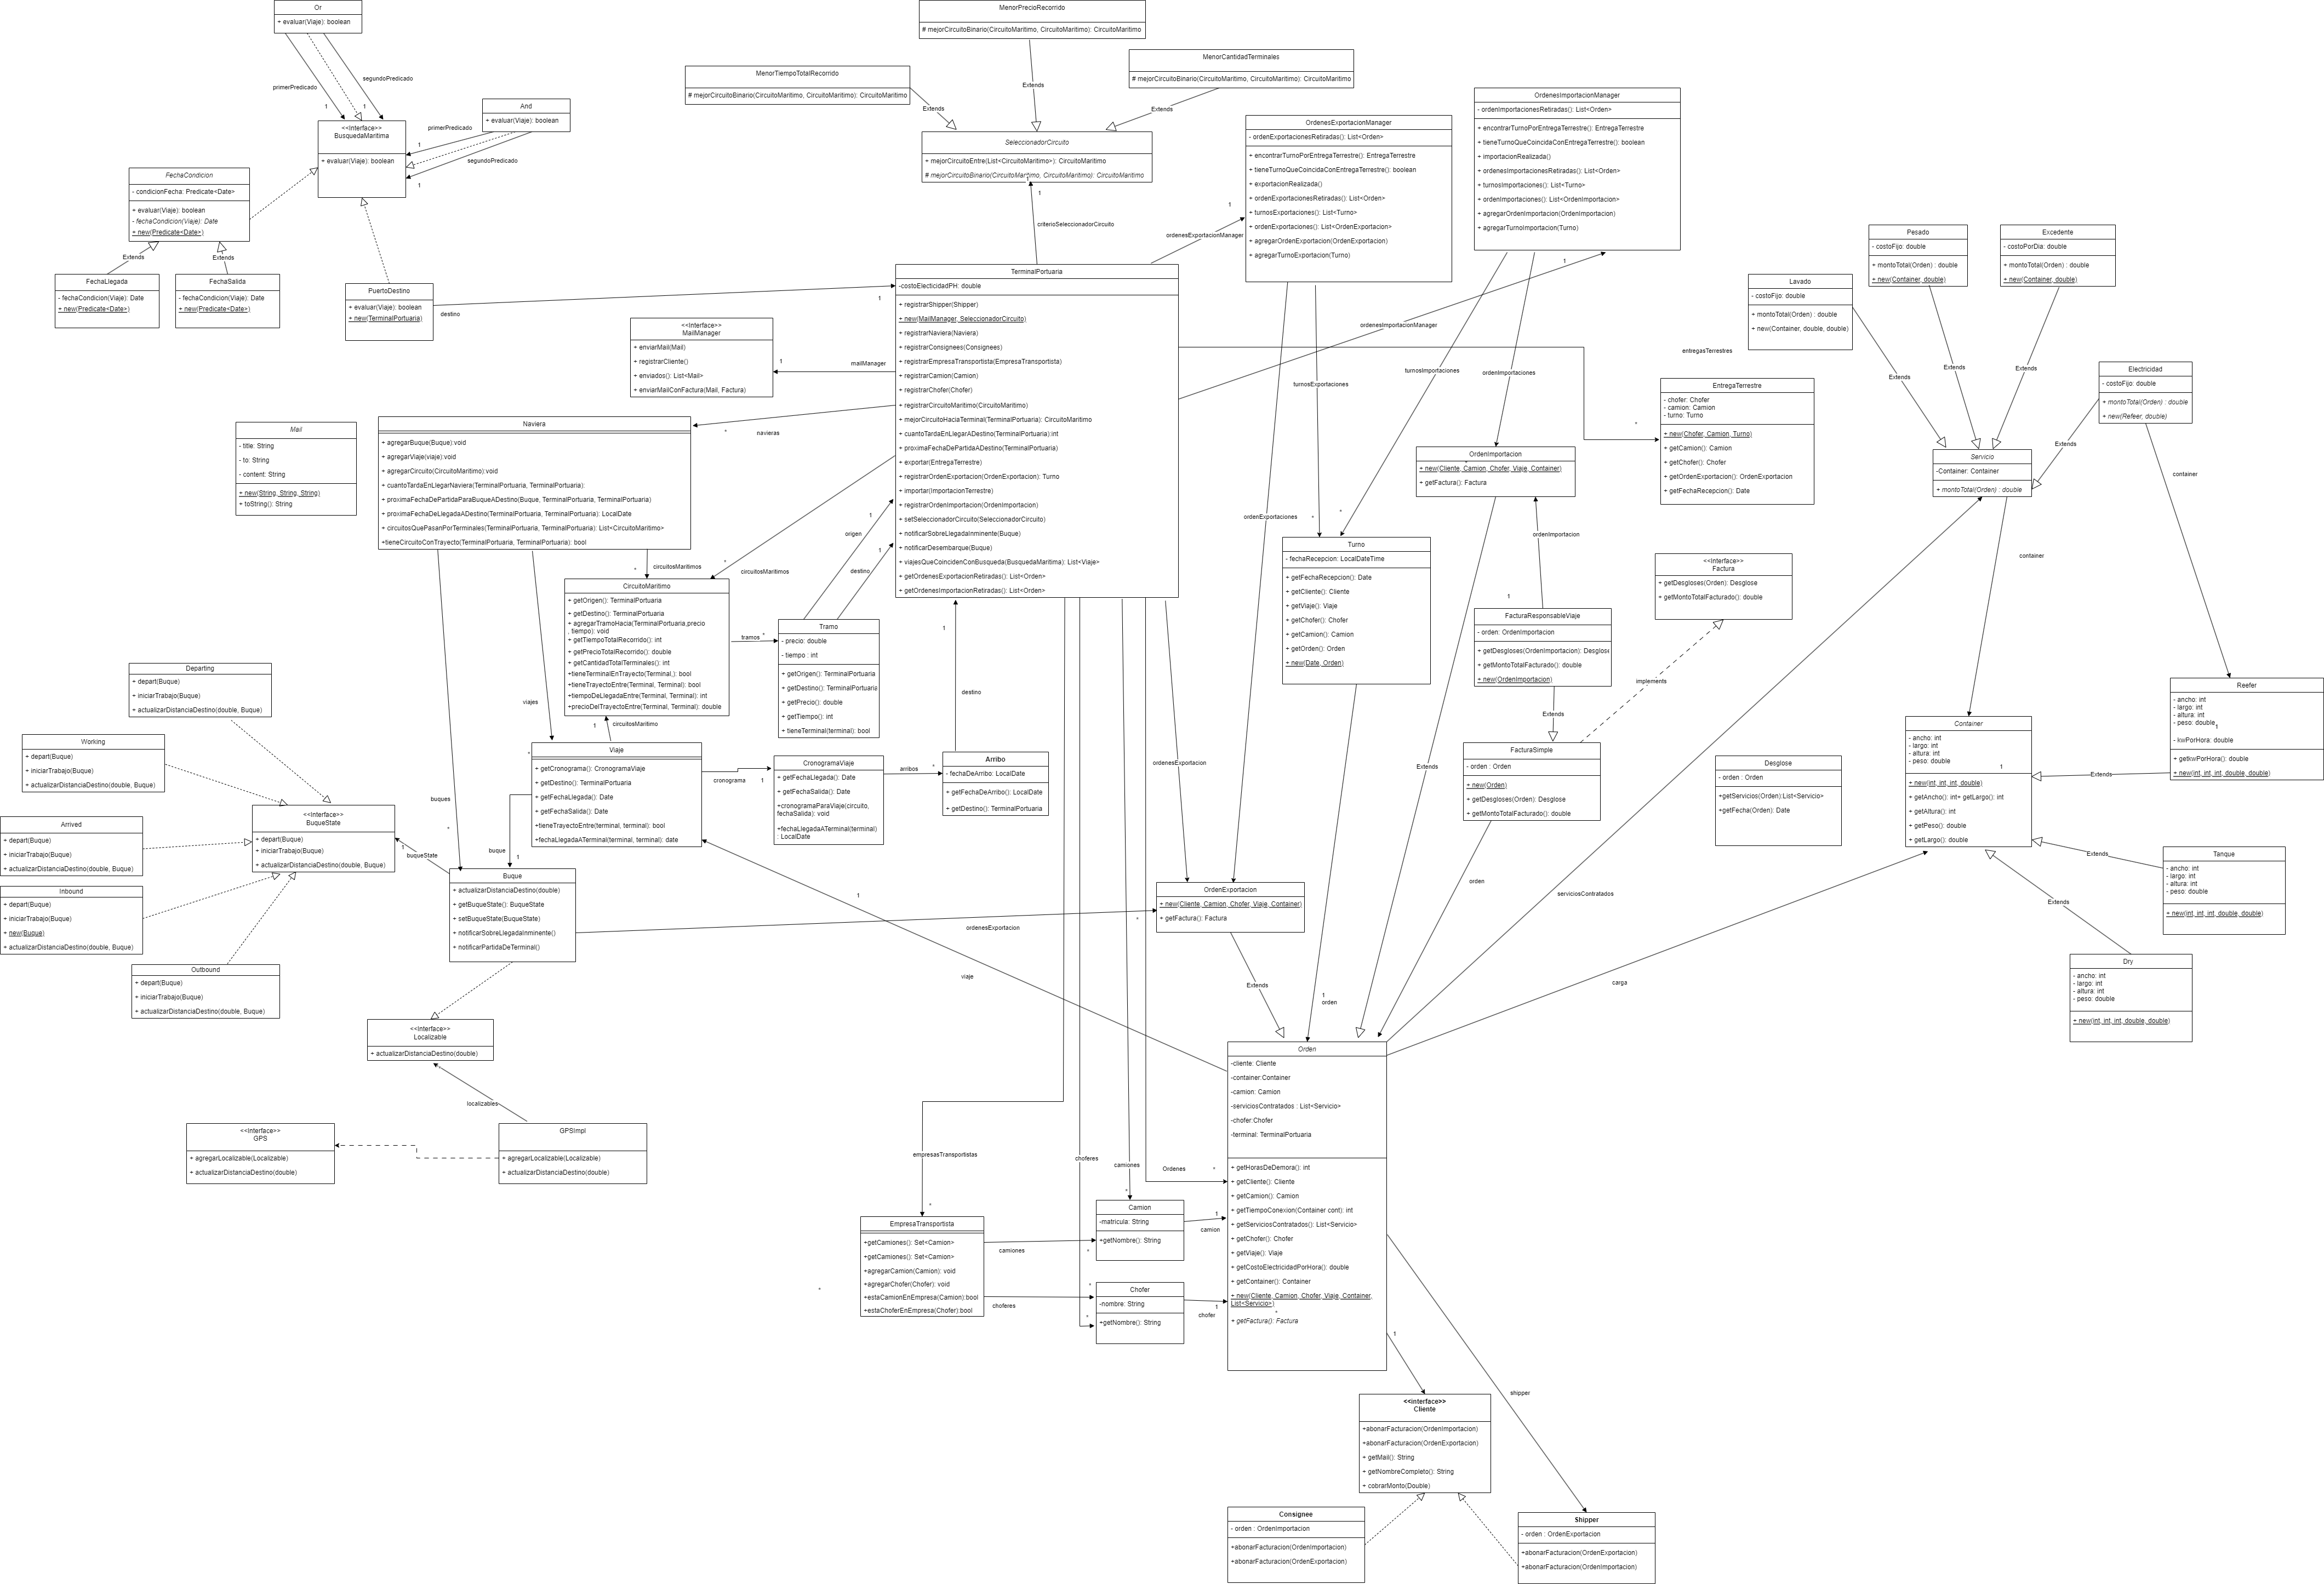 Or
+ evaluar(Viaje): boolean
primerPredicado
segundoPredicado
1
1
And
+ evaluar(Viaje): boolean
primerPredicado
1
segundoPredicado
1
<<Interface>>
BusquedaMaritima
+ evaluar(Viaje): boolean
FechaCondicion
- condicionFecha: Predicate<Date>
+ evaluar(Viaje): boolean
- fechaCondicion(Viaje): Date
+ new(Predicate<Date>)
Extends
Extends
FechaLlegada
- fechaCondicion(Viaje): Date
+ new(Predicate<Date>)
FechaSalida
- fechaCondicion(Viaje): Date
+ new(Predicate<Date>)
PuertoDestino
+ evaluar(Viaje): boolean
+ new(TerminalPortuaria)
destino
1
MenorPrecioRecorrido
# mejorCircuitoBinario(CircuitoMaritimo, CircuitoMaritimo): CircuitoMaritimo
MenorTiempoTotalRecorrido
# mejorCircuitoBinario(CircuitoMaritimo, CircuitoMaritimo): CircuitoMaritimo
MenorCantidadTerminales
# mejorCircuitoBinario(CircuitoMaritimo, CircuitoMaritimo): CircuitoMaritimo
Extends
Extends
Extends
SeleccionadorCircuito
+ mejorCircuitoEntre(List<CircuitoMaritimo>): CircuitoMaritimo
# mejorCircuitoBinario(CircuitoMaritimo, CircuitoMaritimo): CircuitoMaritimo
1
1
criterioSeleccionadorCircuito
OrdenesExportacionManager
- ordenExportacionesRetiradas(): List<Orden>
+ encontrarTurnoPorEntregaTerrestre(): EntregaTerrestre
+ tieneTurnoQueCoincidaConEntregaTerrestre(): boolean
+ exportacionRealizada()
+ ordenExportacionesRetiradas(): List<Orden>
+ turnosExportaciones(): List<Turno>
+ ordenExportaciones(): List<OrdenExportacion>
+ agregarOrdenExportacion(OrdenExportacion)
+ agregarTurnoExportacion(Turno)
1
ordenesExportacionManager
OrdenesImportacionManager
- ordenImportacionesRetiradas(): List<Orden>
+ encontrarTurnoPorEntregaTerrestre(): EntregaTerrestre
+ tieneTurnoQueCoincidaConEntregaTerrestre(): boolean
+ importacionRealizada()
+ ordenesImportacionesRetiradas(): List<Orden>
+ turnosImportaciones(): List<Turno>
+ ordenImportaciones(): List<OrdenImportacion>
+ agregarOrdenImportacion(OrdenImportacion)
+ agregarTurnoImportacion(Turno)
1
ordenesImportacionManager
TerminalPortuaria
-costoElecticidadPH: double
+ registrarShipper(Shipper)
+ new(MailManager, SeleccionadorCircuito)
+ registrarNaviera(Naviera)
+ registrarConsignees(Consignees)
+ registrarEmpresaTransportista(EmpresaTransportista)
+ registrarCamion(Camion)
+ registrarChofer(Chofer)
+ registrarCircuitoMaritimo(CircuitoMaritimo)
+ mejorCircuitoHaciaTerminal(TerminalPortuaria): CircuitoMaritimo
+ cuantoTardaEnLlegarADestino(TerminalPortuaria):int
+ proximaFechaDePartidaADestino(TerminalPortuaria)
+ exportar(EntregaTerrestre)
+ registrarOrdenExportacion(OrdenExportacion): Turno
+ importar(ImportacionTerrestre)
+ registrarOrdenImportacion(OrdenImportacion)
+ setSeleccionadorCircuito(SeleccionadorCircuito)
+ notificarSobreLlegadaInminente(Buque)
+ notificarDesembarque(Buque)
+ viajesQueCoincidenConBusqueda(BusquedaMaritima): List<Viaje>
+ getOrdenesExportacionRetiradas(): List<Orden>
+ getOrdenesImportacionRetiradas(): List<Orden>
<<Interface>>
MailManager
+ enviarMail(Mail)
+ registrarCliente()
+ enviados(): List<Mail>
+ enviarMailConFactura(Mail, Factura)
1
mailManager
Mail
- title: String
- to: String
- content: String
+ new(String, String, String)
+ toString(): String
Naviera
+ agregarBuque(Buque):void
+ agregarViaje(viaje):void
+ agregarCircuito(CircuitoMaritimo):void
+ cuantoTardaEnLlegarNaviera(TerminalPortuaria, TerminalPortuaria):
+ proximaFechaDePartidaParaBuqueADestino(Buque, TerminalPortuaria, TerminalPortuaria)
+ proximaFechaDeLlegadaADestino(TerminalPortuaria, TerminalPortuaria): LocalDate
+ circuitosQuePasanPorTerminales(TerminalPortuaria, TerminalPortuaria): List<CircuitoMaritimo>
+tieneCircuitoConTrayecto(TerminalPortuaria, TerminalPortuaria): bool
*
navieras
*
circuitosMaritimos
*
circuitosMaritimos
CircuitoMaritimo
+ getOrigen(): TerminalPortuaria
+ getDestino(): TerminalPortuaria
+ agregarTramoHacia(TerminalPortuaria,precio
, tiempo): void
+ getTiempoTotalRecorrido(): int
+ getPrecioTotalRecorrido(): double
+ getCantidadTotalTerminales(): int
+tieneTerminalEnTrayecto(Terminal,): bool
+tieneTrayectoEntre(Terminal, Terminal): bool
+tiempoDeLlegadaEntre(Terminal, Terminal): int
+precioDelTrayectoEntre(Terminal, Terminal): double
tramos
*
1
circuitosMaritimo
Tramo
- precio: double
- tiempo : int
+ getOrigen(): TerminalPortuaria
+ getDestino(): TerminalPortuaria
+ getPrecio(): double
+ getTiempo(): int
+ tieneTerminal(terminal): bool
1
origen
1
destino
viajes
*
Viaje
+ getCronograma(): CronogramaViaje
+ getDestino(): TerminalPortuaria
+ getFechaLlegada(): Date
+ getFechaSalida(): Date
+tieneTrayectoEntre(terminal, terminal): bool
+fechaLlegadaATerminal(terminal, terminal): date
cronograma
1
CronogramaViaje
+ getFechaLlegada(): Date
+ getFechaSalida(): Date
+cronogramaParaViaje(circuito,
fechaSalida): void
+fechaLlegadaATerminal(terminal)
: LocalDate
arribos
*
Arribo
- fechaDeArribo: LocalDate
+ getFechaDeArribo(): LocalDate
+ getDestino(): TerminalPortuaria
1
destino
Departing
+ depart(Buque)
+ iniciarTrabajo(Buque)
+ actualizarDistanciaDestino(double, Buque)
Working
+ depart(Buque)
+ iniciarTrabajo(Buque)
+ actualizarDistanciaDestino(double, Buque)
Arrived
+ depart(Buque)
+ iniciarTrabajo(Buque)
+ actualizarDistanciaDestino(double, Buque)
Inbound
+ depart(Buque)
+ iniciarTrabajo(Buque)
+ new(Buque)
+ actualizarDistanciaDestino(double, Buque)
Outbound
+ depart(Buque)
+ iniciarTrabajo(Buque)
+ actualizarDistanciaDestino(double, Buque)
<<Interface>>
BuqueState
+ depart(Buque)
+ iniciarTrabajo(Buque)
+ actualizarDistanciaDestino(double, Buque)
1
buqueState
buques
*
buque
1
Buque
+ actualizarDistanciaDestino(double)
+ getBuqueState(): BuqueState
+ setBuqueState(BuqueState)
+ notificarSobreLlegadaInminente()
+ notificarPartidaDeTerminal()
*
ordenesExportacion
<<Interface>>
Localizable
+ actualizarDistanciaDestino(double)
*
localizables
<<Interface>>
GPS
+ agregarLocalizable(Localizable)
+ actualizarDistanciaDestino(double)
GPSImpl
+ agregarLocalizable(Localizable)
+ actualizarDistanciaDestino(double)
entregasTerrestres
*
EntregaTerrestre
- chofer: Chofer
- camion: Camion
- turno: Turno
+ new(Chofer, Camion, Turno)
+ getCamion(): Camion
+ getChofer(): Chofer
+ getOrdenExportacion(): OrdenExportacion
+ getFechaRecepcion(): Date
turnosExportaciones
*
turnosImportaciones
*
ordenImportaciones
*
ordenExportaciones
OrdenImportacion
+ new(Cliente, Camion, Chofer, Viaje, Container)
+ getFactura(): Factura
Turno
- fechaRecepcion: LocalDateTime
+ getFechaRecepcion(): Date
+ getCliente(): Cliente
+ getViaje(): Viaje
+ getChofer(): Chofer
+ getCamion(): Camion
+ getOrden(): Orden
+ new(Date, Orden)
ordenImportacion
1
FacturaResponsableViaje
- orden: OrdenImportacion
+ getDesgloses(OrdenImportacion): Desglose
+ getMontoTotalFacturado(): double
+ new(OrdenImportacion)
<<Interface>>
Factura
+ getDesgloses(Orden): Desglose
+ getMontoTotalFacturado(): double
Extends
implements
FacturaSimple
- orden : Orden
+ new(Orden)
+ getDesgloses(Orden): Desglose
+ getMontoTotalFacturado(): double
Desglose
- orden : Orden
+getServicios(Orden):List<Servicio>
+getFecha(Orden): Date
Lavado
- costoFijo: double
+ montoTotal(Orden) : double
+ new(Container, double, double)
Pesado
- costoFijo: double
+ montoTotal(Orden) : double
+ new(Container, double)
Excedente
- costoPorDia: double
+ montoTotal(Orden) : double
+ new(Container, double)
Electricidad
- costoFijo: double
+ montoTotal(Orden) : double
+ new(Refeer, double)
Extends
Extends
Extends
Extends
Servicio
-Container: Container
+ montoTotal(Orden) : double
container
container
Container
- ancho: int
- largo: int
- altura: int
- peso: double
1
+ new(int, int, int, double)
+ getAncho(): int+ getLargo(): int
+ getAltura(): int
+ getPeso(): double
+ getLargo(): double
Reefer
- ancho: int
- largo: int
- altura: int
- peso: double
1
- kwPorHora: double
+ getkwPorHora(): double
+ new(int, int, int, double, double)
Extends
Extends
Extends
Tanque
- ancho: int
- largo: int
- altura: int
- peso: double
+ new(int, int, int, double, double)
Dry
- ancho: int
- largo: int
- altura: int
- peso: double
+ new(int, int, int, double, double)
ordenesExportacion
OrdenExportacion
+ new(Cliente, Camion, Chofer, Viaje, Container)
+ getFactura: Factura
Extends
Extends
1
orden
orden
serviciosContratados
carga
1
viaje
Orden
-cliente: Cliente
-container:Container
-camion: Camion
-serviciosContratados : List<Servicio>
-chofer:Chofer
-terminal: TerminalPortuaria
+ getHorasDeDemora(): int
+ getCliente(): Cliente
+ getCamion(): Camion
+ getTiempoConexion(Container cont): int
+ getServiciosContratados(): List<Servicio>
+ getChofer(): Chofer
+ getViaje(): Viaje
+ getCostoElectricidadPorHora(): double
+ getContainer(): Container
+ new(Cliente, Camion, Chofer, Viaje, Container,
List<Servicio>)
*
+ getFactura(): Factura
empresasTransportistas
*
choferes
camiones
*
Ordenes
*
EmpresaTransportista
+getCamiones(): Set<Camion>
+getCamiones(): Set<Camion>
+agregarCamion(Camion): void
+agregarChofer(Chofer): void
+estaCamionEnEmpresa(Camion):bool
+estaChoferEnEmpresa(Chofer):bool
*
camiones
*
choferes
*
*
Camion
-matricula: String
+getNombre(): String
1
camion
Chofer
-nombre: String
+getNombre(): String
1
chofer
1
shipper
<<interface>>
Cliente
+abonarFacturacion(OrdenImportacion)
+abonarFacturacion(OrdenExportacion)
+ getMail(): String
+ getNombreCompleto(): String
+ cobrarMonto(Double)
Consignee
- orden : OrdenImportacion
+abonarFacturacion(OrdenImportacion)
+abonarFacturacion(OrdenExportacion)
Shipper
- orden : OrdenExportacion
+abonarFacturacion(OrdenExportacion)
+abonarFacturacion(OrdenImportacion)